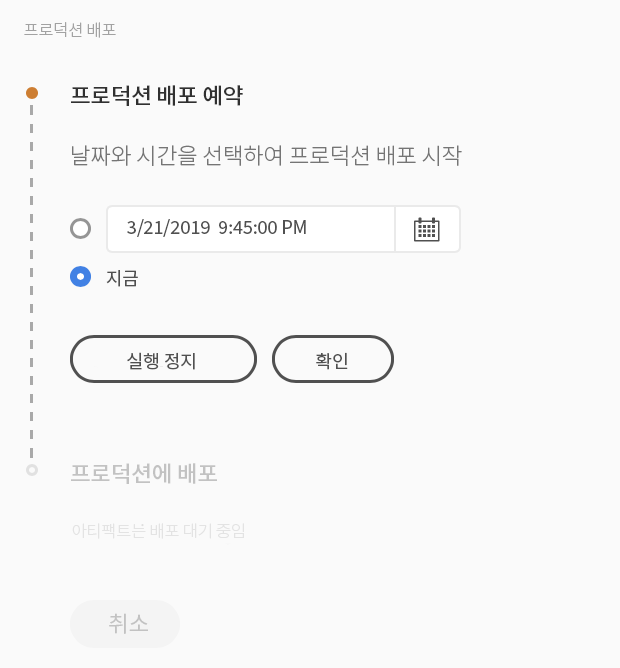 프로덕션 배포
프로덕션 배포 예약
날짜와 시간을 선택하여 프로덕션 배포 시작
3/21/2019 9:45:00 PM
지금
실행 정지
확인
프로덕션에 배포
아티팩트는 배포 대기 중임
취소